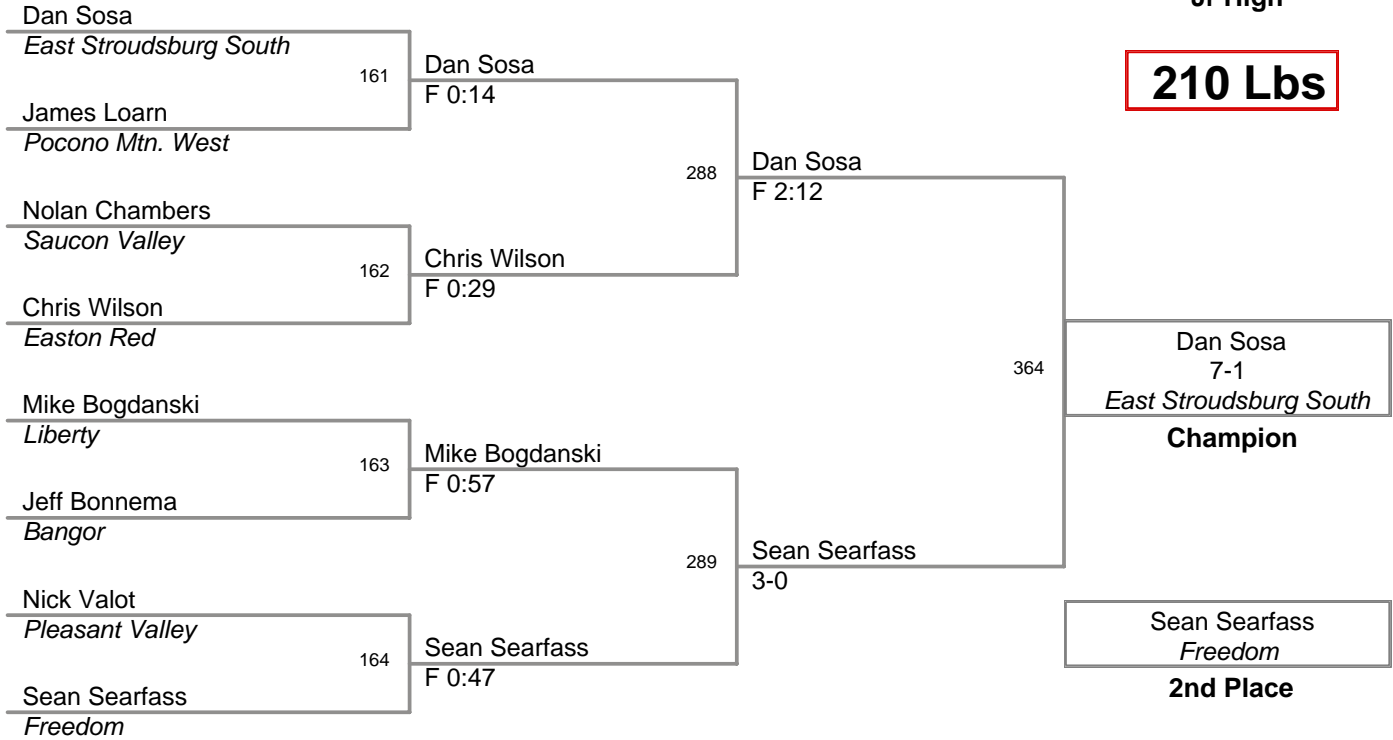 Jr High
210 Lbs
Dan Sosa
East Stroudsburg South
161
James Loarn
Pocono Mtn. West
Dan Sosa
F 0:14
Nolan Chambers
Saucon Valley
162
Chris Wilson
Easton Red
Chris Wilson
F 0:29
288
Dan Sosa
F 2:12
Mike Bogdanski
Liberty
163
Jeff Bonnema
Bangor
Mike Bogdanski
F 0:57
Nick Valot
Pleasant Valley
164
Sean Searfass
Freedom
Sean Searfass
F 0:47
289
Sean Searfass
3-0
364
Dan Sosa
7-1
East Stroudsburg South
Champion
Sean Searfass
Freedom
2nd Place